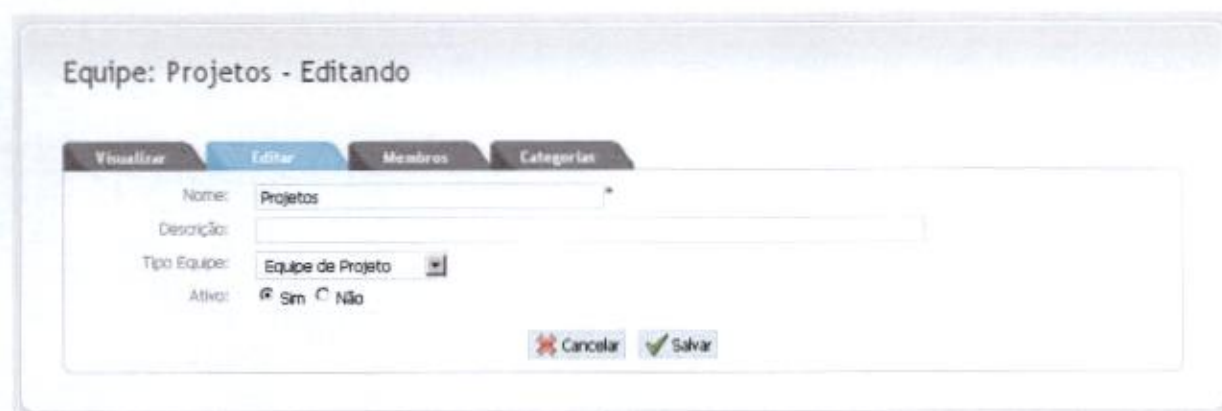 Equipe: Projetos - Editando
Visualizar Editar Membros Categorias
Nome: Projetos *
Descrição:
Tipo Equipe: Equipe de Projeto
Ativo: Sim Não
Cancelar Salvar